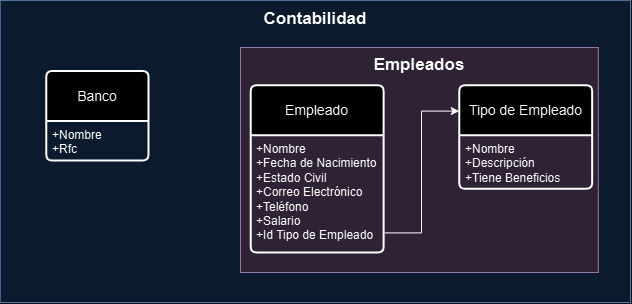 Contabilidad
Banco
+Nombre
+Rfc
Empleados
Empleado
+Nombre
+Fecha de Nacimiento
+Estado Civil
+Correo Electrónico
+Teléfono
+Salario
+Id Tipo de Empleado
Tipo de Empleado
+Nombre
+Descripción
+Tiene Beneficios